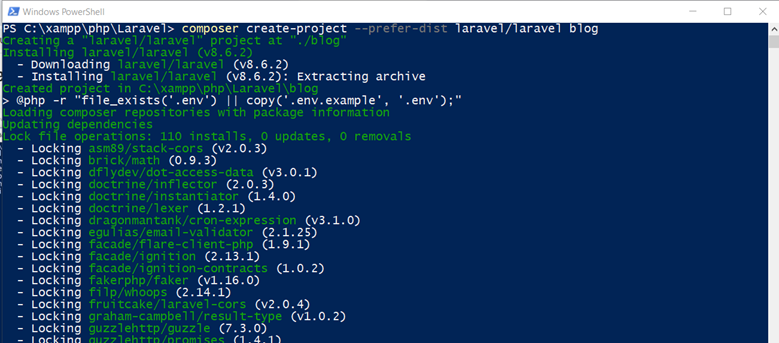 Windows PowerShell
PS C:\xampp\php\Laravel> composer create-project --prefer-dist laravel/laravel blog
Creating a "laravel/laravel" project at "./blog"
Installing laravel/laravel (v8.6.2)
- Downloading laravel/laravel (v8.6.2)
- Installing laravel/laravel (v8.6.2): Extracting archive
Created project in C:\xampp\php\Laravel\blog
> @php -r "file_exists('.env') || copy('.env.example', '.env');"
Loading composer repositories with package information
Updating dependencies
Lock file operations: 110 installs, 0 updates, 0 removals
- Locking asm89/stack-cors (v2.0.3)
- Locking brick/math (0.9.3)
- Locking dflydev/dot-access-data (v3.0.1)
- Locking doctrine/inflector (2.0.3)
- Locking doctrine/instantiator (1.4.0)
- Locking doctrine/lexer (1.2.1)
- Locking dragonmantank/cron-expression (v3.1.0)
- Locking egulias/email-validator (2.1.25)
- Locking facade/flare-client-php (1.9.1)
- Locking facade/ignition (2.13.1)
- Locking facade/ignition-contracts (1.0.2)
- Locking fakerphp/faker (v1.16.0)
- Locking filp/whoops (2.14.1)
- Locking fruitcake/laravel-cors (v2.0.4)
- Locking graham-campbell/result-type (v1.0.2)
- Locking guzzlehttp/guzzle (7.3.0)
- Locking guzzlehttp/promises (1.4.1)